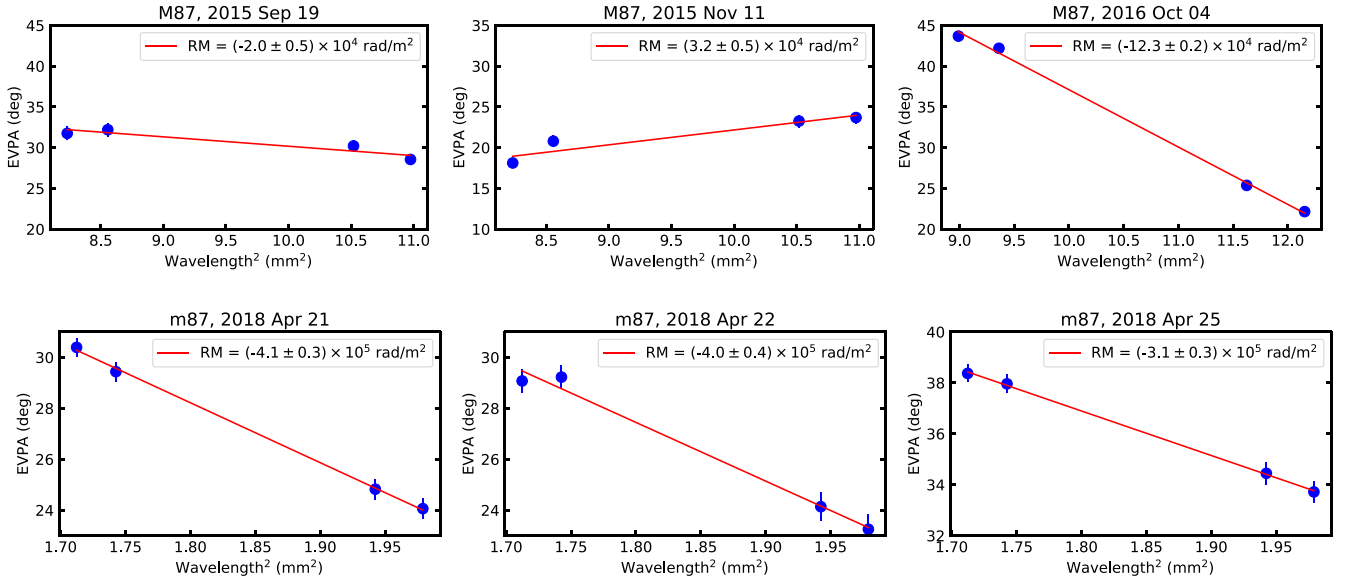 M87, 2015 Sep 19
RM = (-2.0 ± 0.5) × 10⁴ rad/m²
EVPA (deg)
45
40
35
30
25
20
8.5 9.0 9.5 10.0 10.5 11.0
Wavelength² (mm²)
M87, 2015 Nov 11
RM = (3.2 ± 0.5) × 10⁴ rad/m²
EVPA (deg)
35
30
25
20
15
10
8.5 9.0 9.5 10.0 10.5 11.0
Wavelength² (mm²)
M87, 2016 Oct 04
RM = (-12.3 ± 0.2) × 10⁴ rad/m²
EVPA (deg)
45
40
35
30
25
20
9.0 9.5 10.0 10.5 11.0 11.5 12.0
Wavelength² (mm²)
m87, 2018 Apr 21
RM = (-4.1 ± 0.3) × 10⁵ rad/m²
EVPA (deg)
30
28
26
24
1.70 1.75 1.80 1.85 1.90 1.95
Wavelength² (mm²)
m87, 2018 Apr 22
RM = (-4.0 ± 0.4) × 10⁵ rad/m²
EVPA (deg)
30
28
26
24
1.70 1.75 1.80 1.85 1.90 1.95
Wavelength² (mm²)
m87, 2018 Apr 25
RM = (-3.1 ± 0.3) × 10⁵ rad/m²
EVPA (deg)
40
38
36
34
32
1.70 1.75 1.80 1.85 1.90 1.95
Wavelength² (mm²)